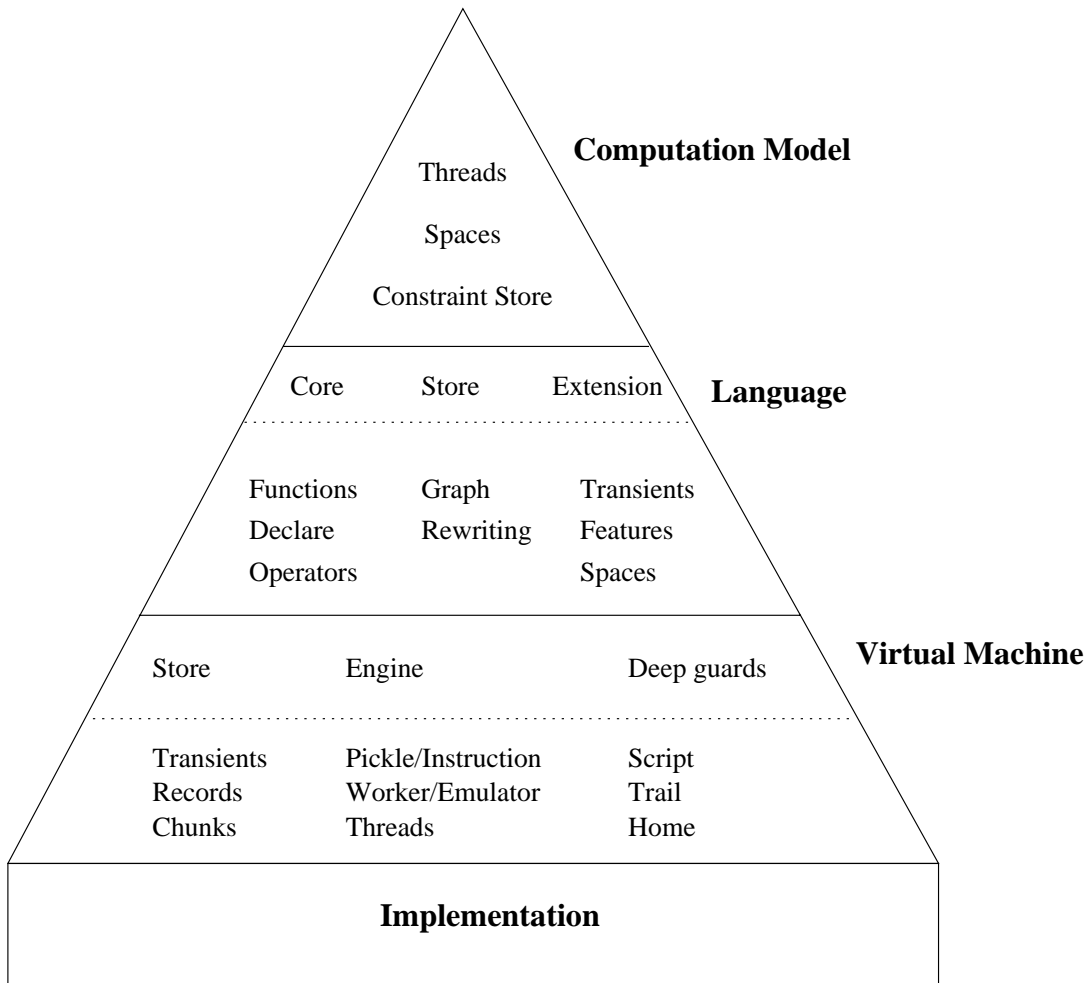 Computation Model
Threads
Spaces
Constraint Store
Core Store Extension
Language
Functions Graph Transients
Declare Rewriting Features
Operators Spaces
Virtual Machine
Store Engine Deep guards
Transients Pickle/Instruction Script
Records Worker/Emulator Trail
Chunks Threads Home
Implementation